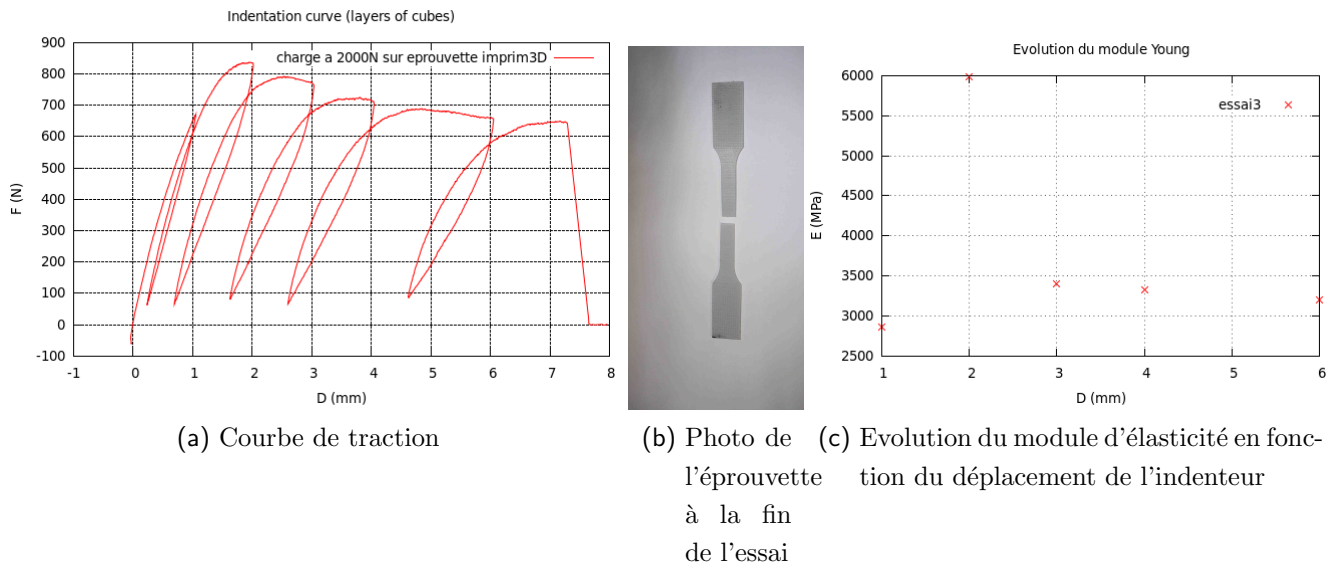 Indentation curve (layers of cubes)
900
800
700
600
500
400
300
200
100
0
-100
F (N)
charge a 2000N sur eprouvette imprim3D
-1 0 1 2 3 4 5 6 7 8
D (mm)
(a) Courbe de traction
(b) Photo de
l'éprouvette
à la fin
de l'essai
Evolution du module Young
6000
5500
5000
4500
4000
3500
3000
2500
E (MPa)
essai3
1 2 3 4 5 6
D (mm)
(c) Evolution du module d'élasticité en fonc-
tion du déplacement de l'indenteur